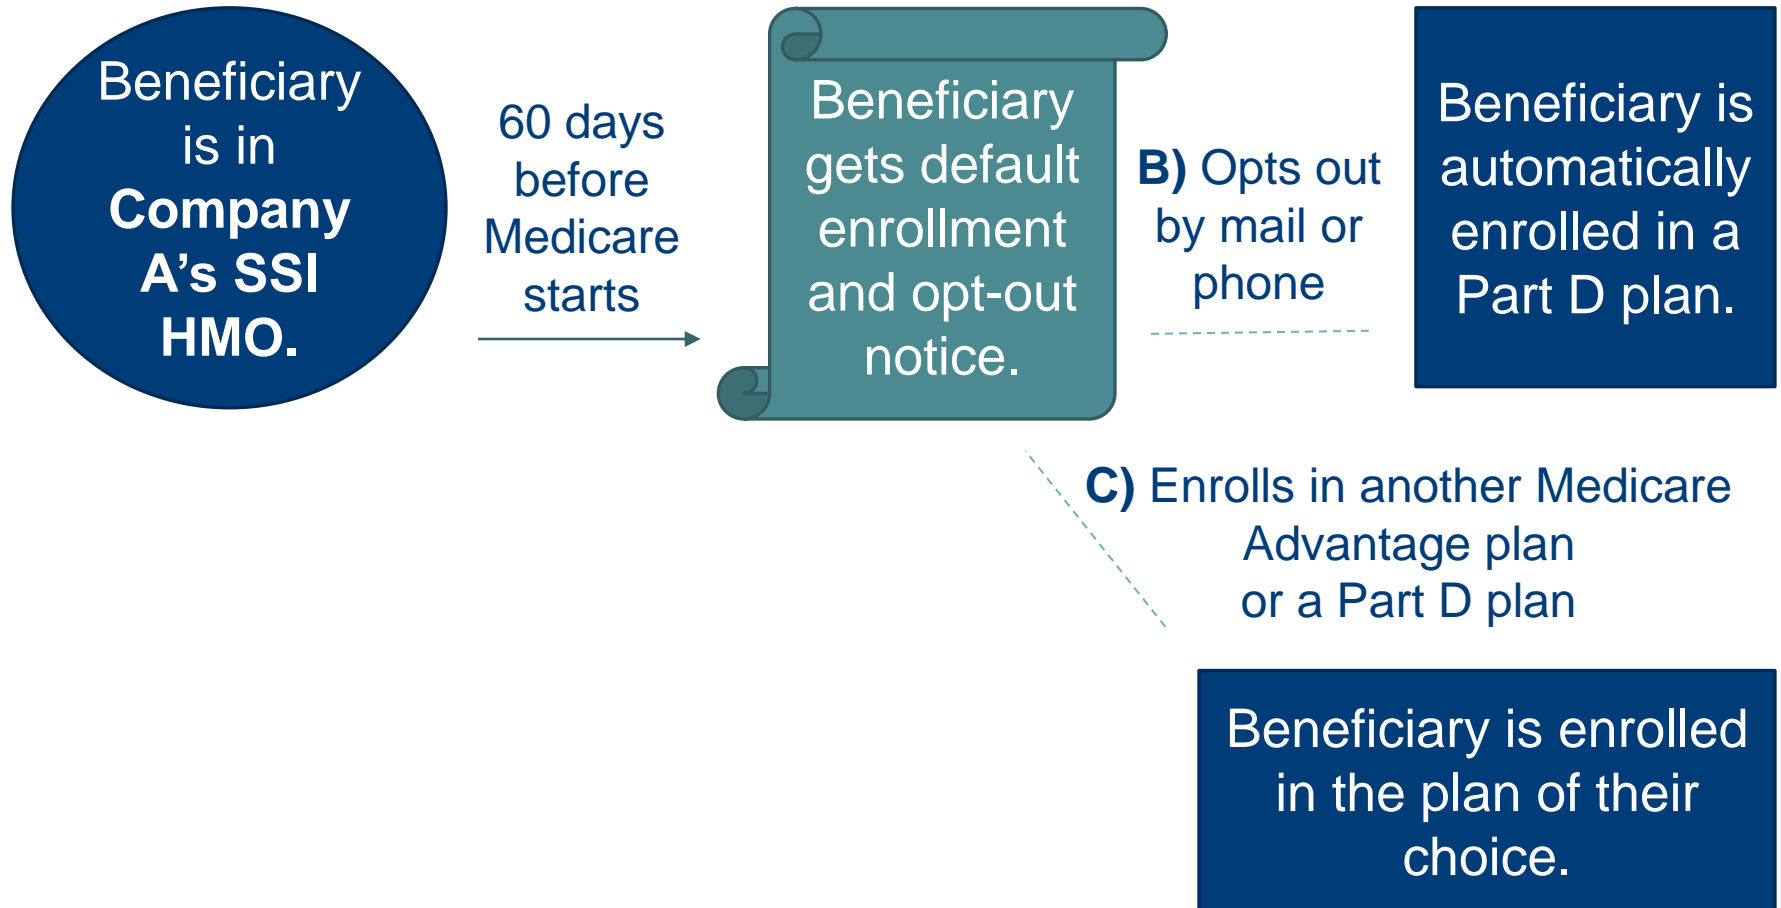 Beneficiary
is in
Company
A’s SSI
HMO.
60 days
before
Medicare
starts
Beneficiary
gets default
enrollment
and opt-out
notice.
B) Opts out
by mail or
phone
Beneficiary is
automatically
enrolled in a
Part D plan.
C) Enrolls in another Medicare
Advantage plan
or a Part D plan
Beneficiary is enrolled
in the plan of their
choice.